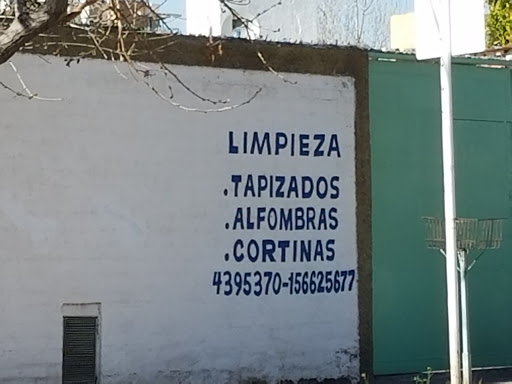 LIMPIEZA
.TAPIZADOS
.ALFOMBRAS
.CORTINAS
4395370-156625677